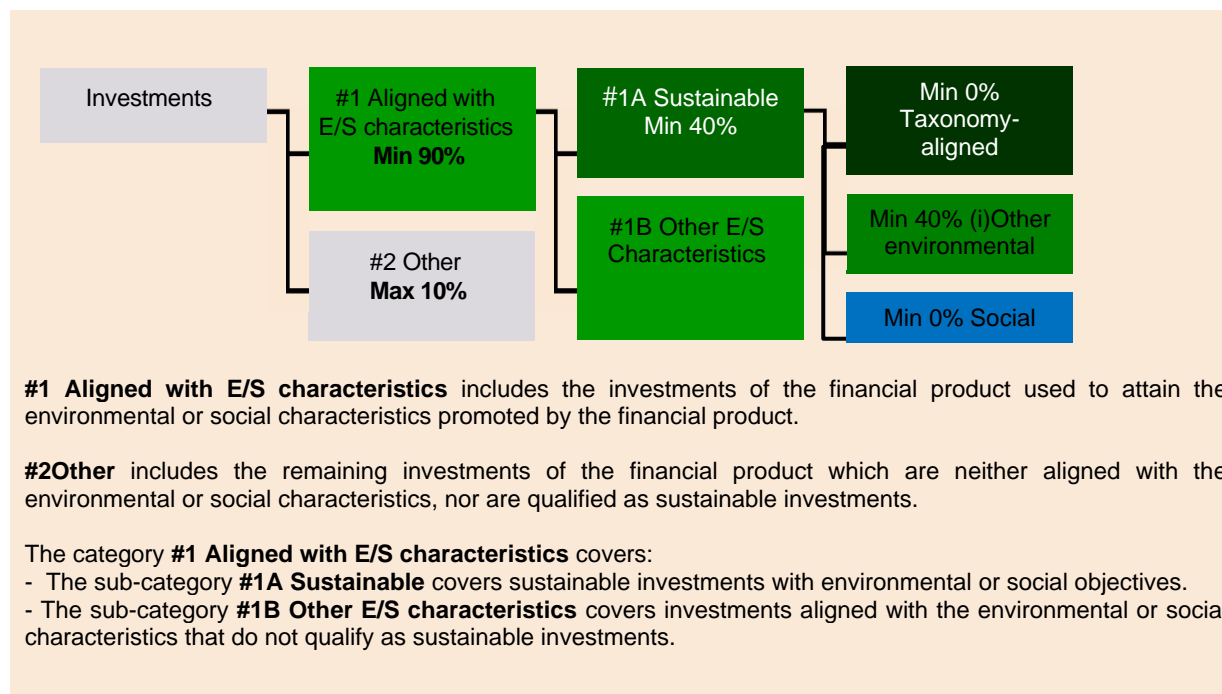 Investments
#1 Aligned with
E/S characteristics
Min 90%
#2 Other
Max 10%
#1A Sustainable
Min 40%
#1B Other E/S
Characteristics
Min 0%
Taxonomy-
aligned
Min 40% (i)Other
environmental
Min 0% Social
#1 Aligned with E/S characteristics includes the investments of the financial product used to attain the
environmental or social characteristics promoted by the financial product.
#2Other includes the remaining investments of the financial product which are neither aligned with the
environmental or social characteristics, nor are qualified as sustainable investments.
The category #1 Aligned with E/S characteristics covers:
- The sub-category #1A Sustainable covers sustainable investments with environmental or social objectives.
- The sub-category #1B Other E/S characteristics covers investments aligned with the environmental or social
characteristics that do not qualify as sustainable investments.